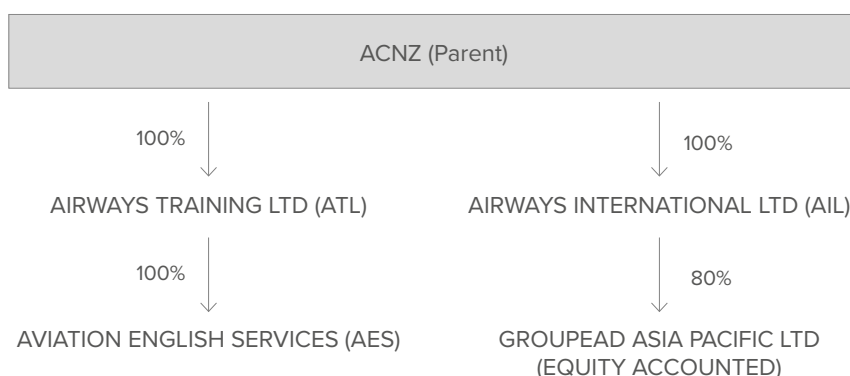 ACNZ (Parent)
100%
100%
AIRWAYS TRAINING LTD (ATL)
AIRWAYS INTERNATIONAL LTD (AIL)
100%
80%
AVIATION ENGLISH SERVICES (AES)
GROUPEAD ASIA PACIFIC LTD
(EQUITY ACCOUNTED)